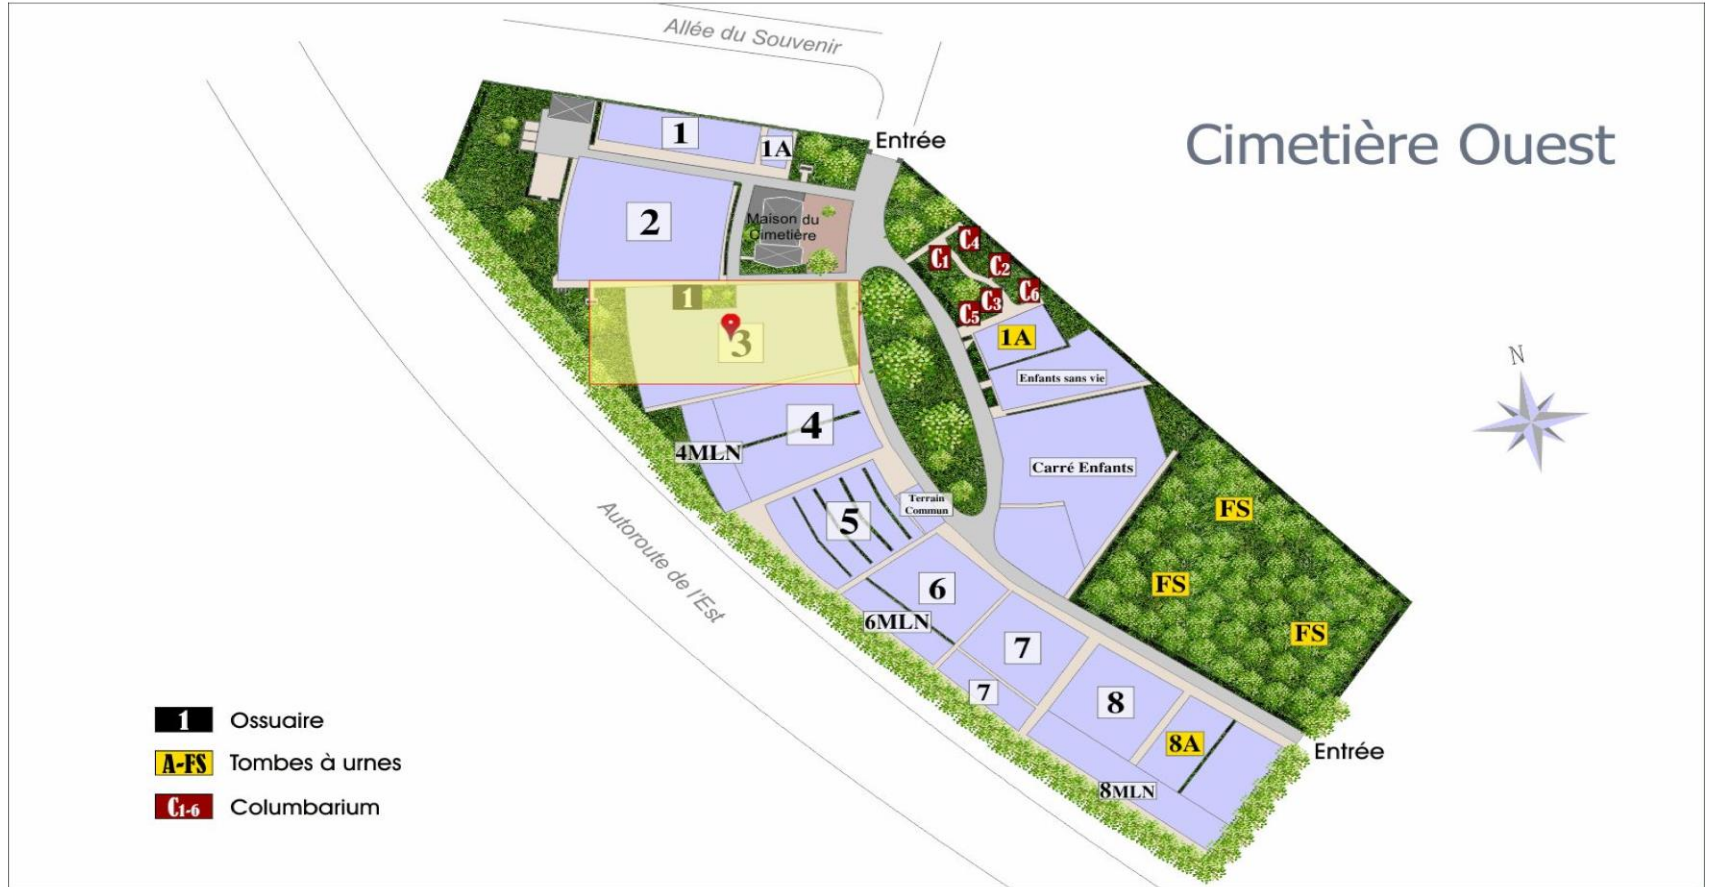 Allée du Souvenir
Cimetière Ouest
Entrée
1
1A
2
Maison du
Cimetière
C4
C1
C2
C6
C3
C5
1
3
1A
Enfants sans vie
N
4
4MLN
Carré Enfants
Terrain
Commun
5
FS
FS
FS
Autoroute de l'Est
6
6MLN
7
7
8
8A
8MLN
Entrée
1 Ossuaire
A-FS Tombes à urnes
C1-6 Columbarium